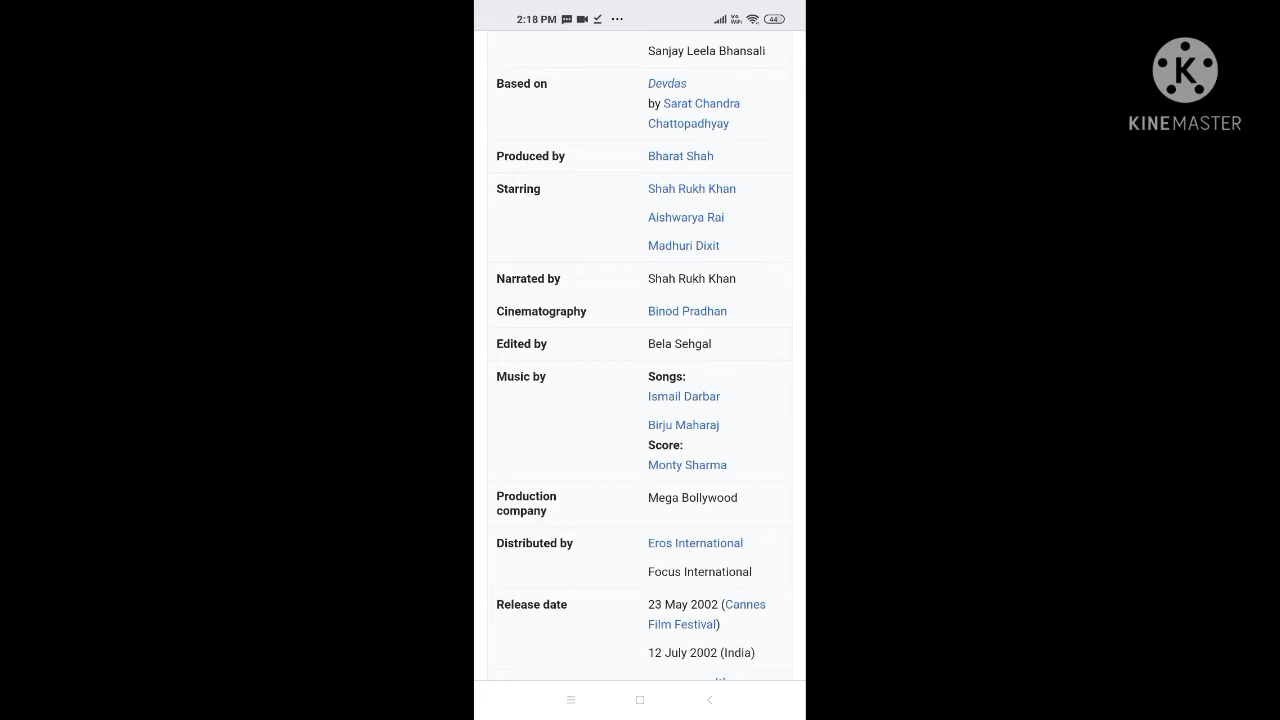 2:18 PM
Vo
WiFi
44
Sanjay Leela Bhansali
Based on
Devdas
by Sarat Chandra
Chattopadhyay
Produced by
Bharat Shah
Starring
Shah Rukh Khan
Aishwarya Rai
Madhuri Dixit
Narrated by
Shah Rukh Khan
Cinematography
Binod Pradhan
Edited by
Bela Sehgal
Music by
Songs:
Ismail Darbar
Birju Maharaj
Score:
Monty Sharma
Production
company
Mega Bollywood
Distributed by
Eros International
Focus International
Release date
23 May 2002 (Cannes
Film Festival)
12 July 2002 (India)
K
KINEMASTER